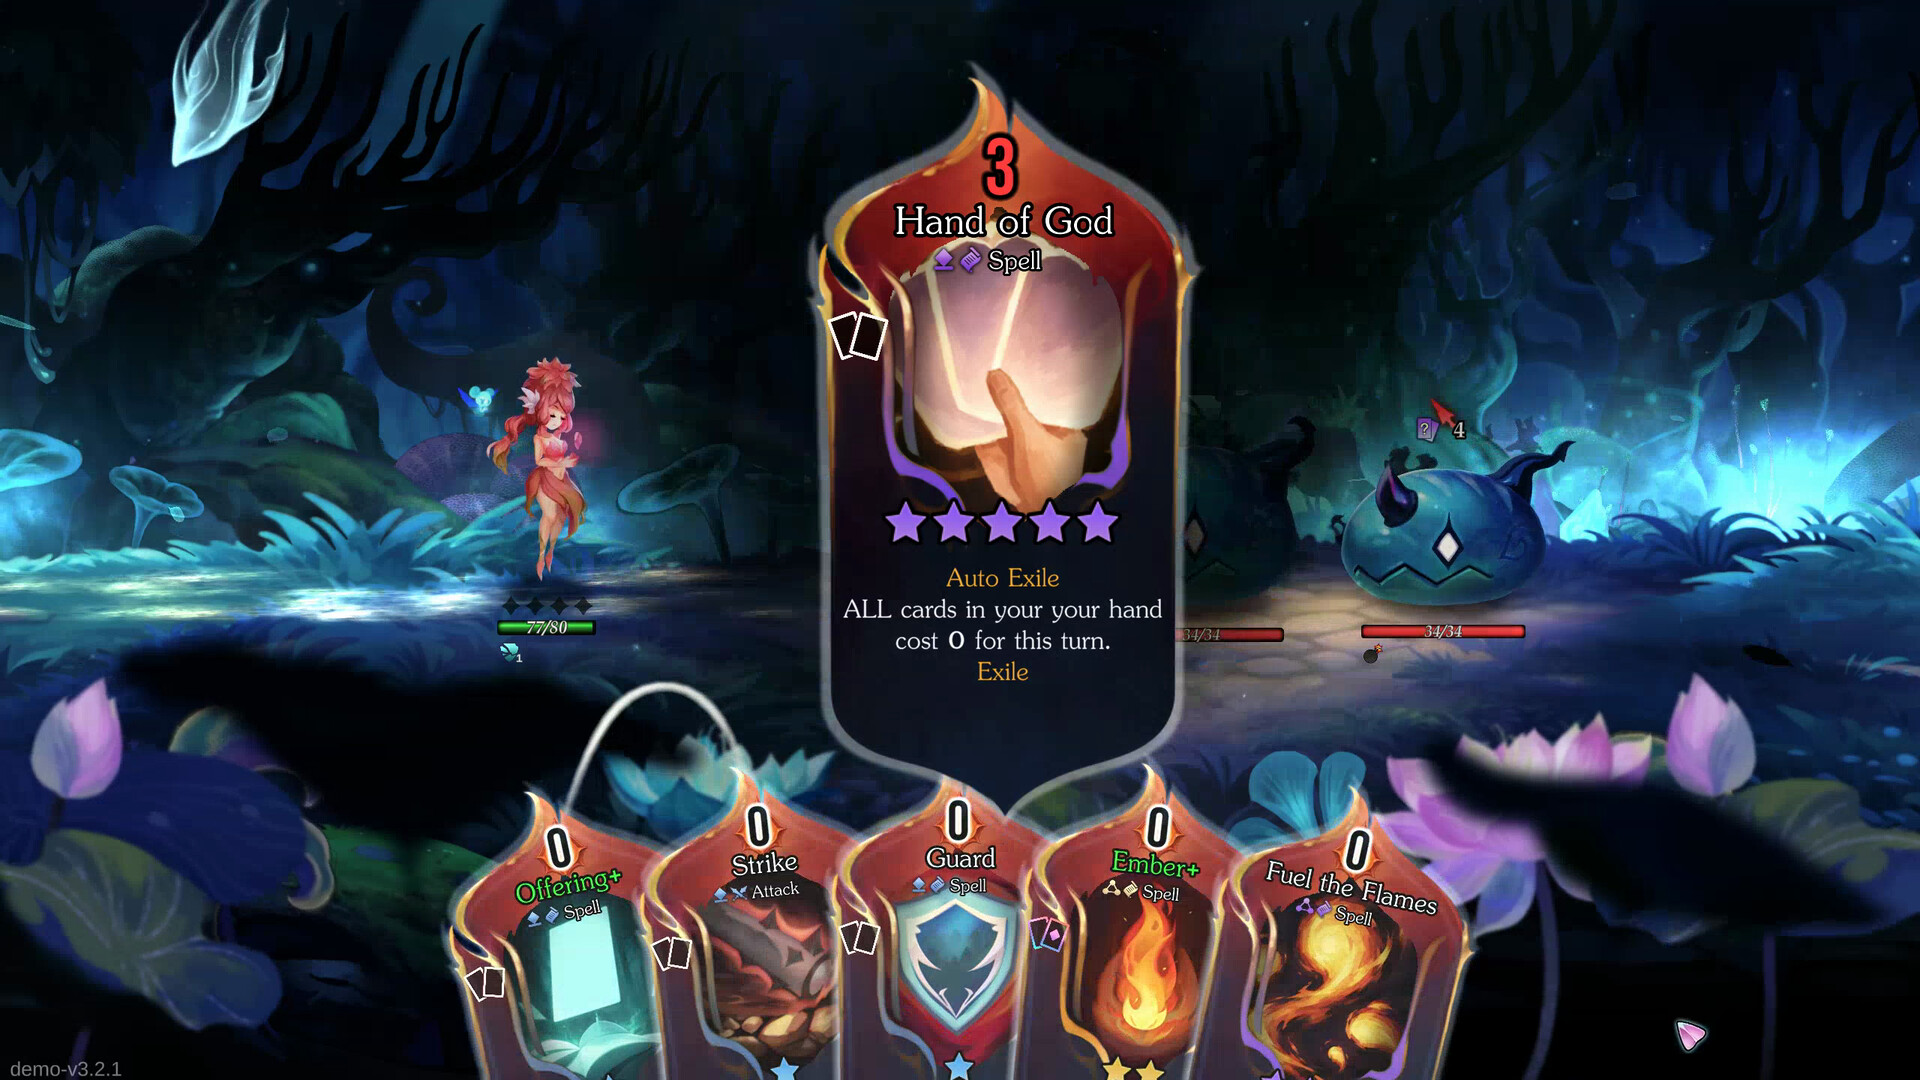 3
Hand of God
Spell
Auto Exile
ALL cards in your your hand
cost 0 for this turn.
Exile
? 4
77/80
1
34/34
34/34
0
Offering+
Spell
0
Strike
Attack
0
Guard
Spell
0
Ember+
Spell
0
Fuel the Flames
Spell
demo-v3.2.1